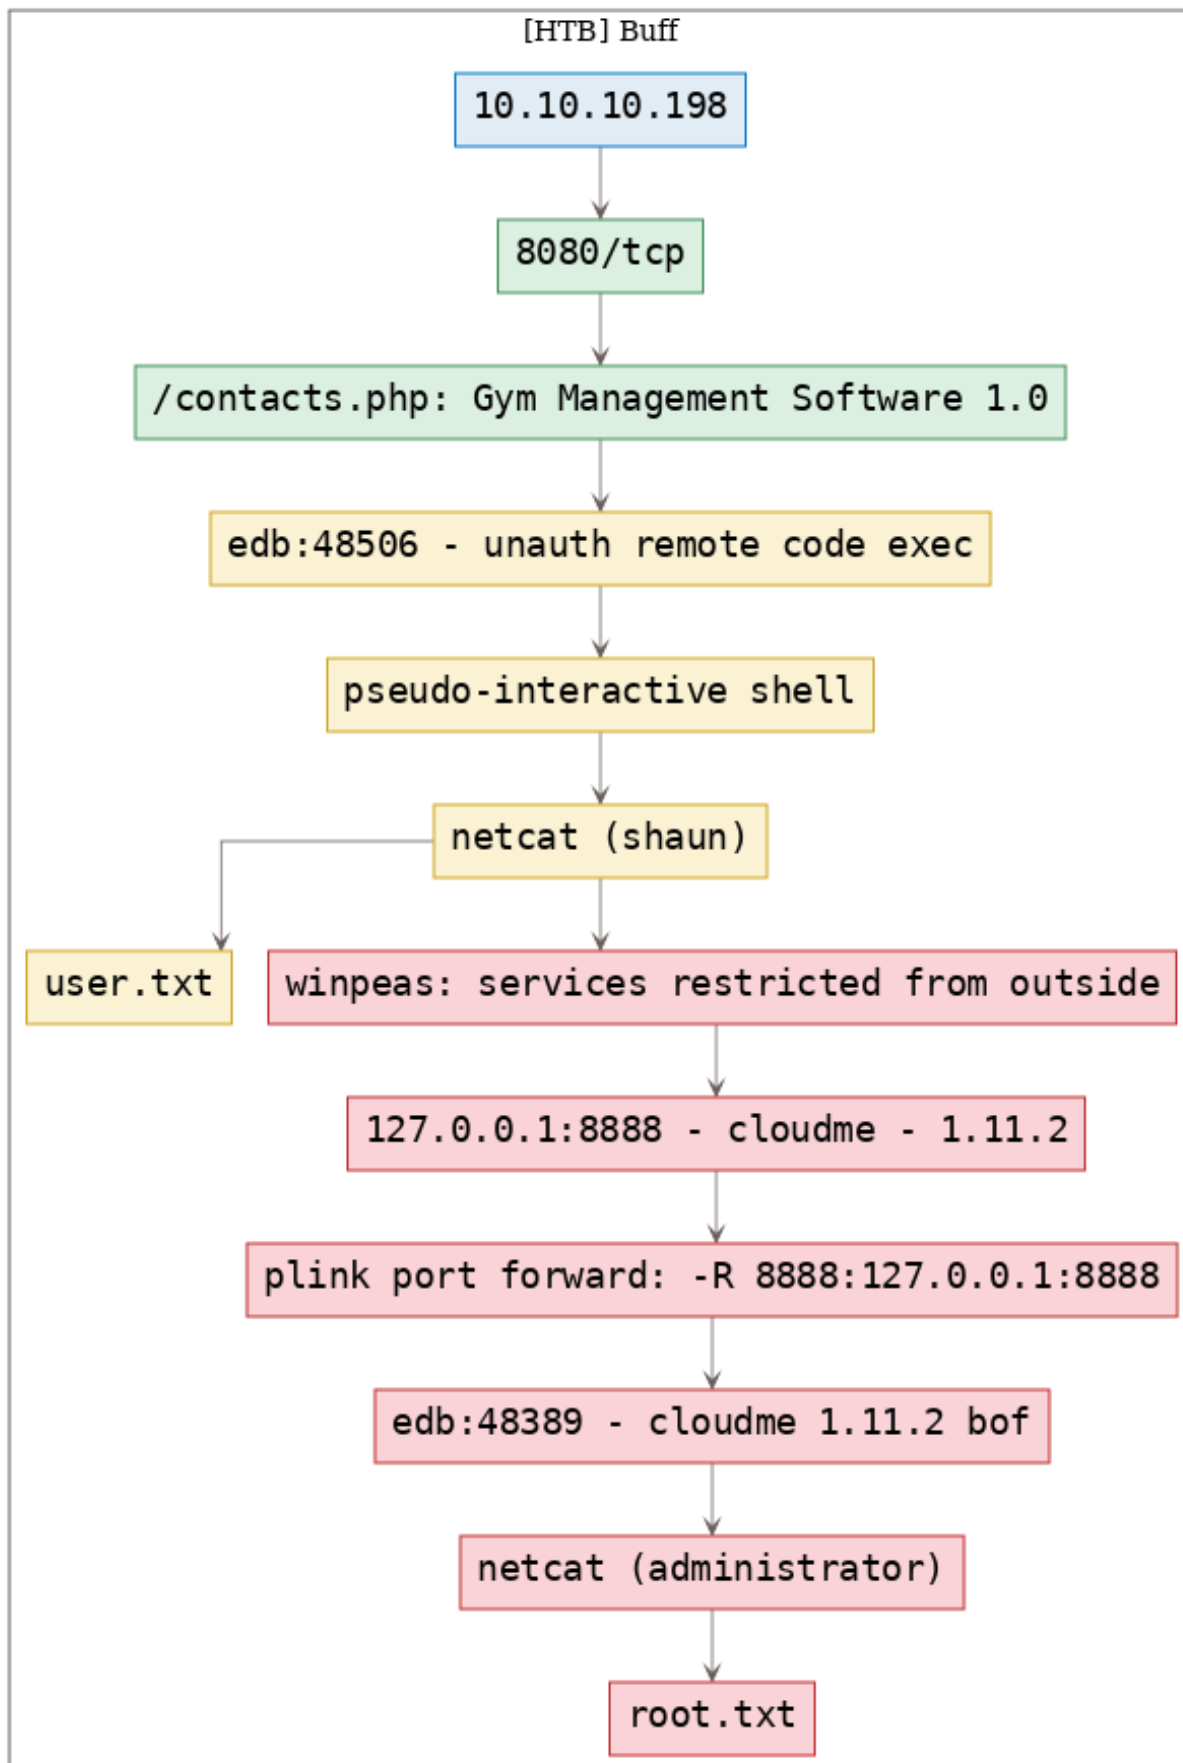 [HTB] Buff
10.10.10.198
8080/tcp
/contacts.php: Gym Management Software 1.0
edb:48506 - unauth remote code exec
pseudo-interactive shell
netcat (shaun)
user.txt
winpeas: services restricted from outside
127.0.0.1:8888 - cloudme - 1.11.2
plink port forward: -R 8888:127.0.0.1:8888
edb:48389 - cloudme 1.11.2 bof
netcat (administrator)
root.txt